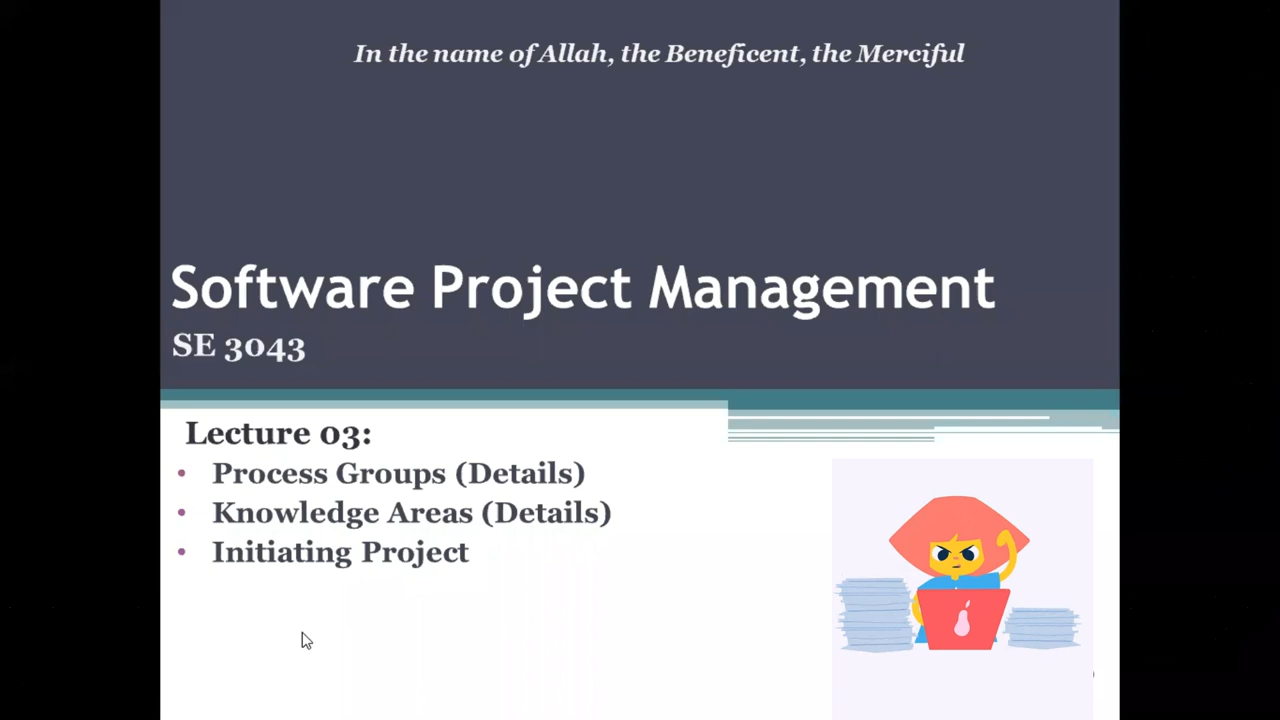 In the name of Allah, the Beneficent, the Merciful
Software Project Management
SE 3043
Lecture 03:
• Process Groups (Details)
• Knowledge Areas (Details)
• Initiating Project